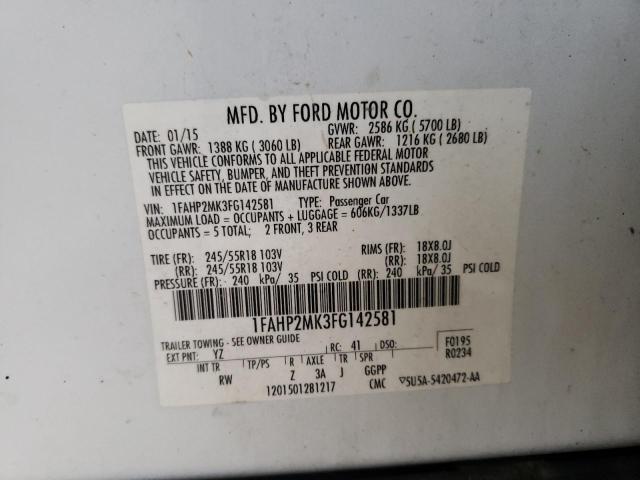 MFD. BY FORD MOTOR CO.
DATE: 01/15 GVWR: 2586 KG ( 5700 LB)
FRONT GAWR: 1388 KG ( 3060 LB) REAR GAWR: 1216 KG ( 2680 LB)
THIS VEHICLE CONFORMS TO ALL APPLICABLE FEDERAL MOTOR
VEHICLE SAFETY, BUMPER, AND THEFT PREVENTION STANDARDS
IN EFFECT ON THE DATE OF MANUFACTURE SHOWN ABOVE.
VIN: 1FAHP2MK3FG142581 TYPE: Passenger Car
MAXIMUM LOAD = OCCUPANTS + LUGGAGE = 606KG/1337LB
OCCUPANTS = 5 TOTAL; 2 FRONT, 3 REAR
TIRE (FR): 245/55R18 103V RIMS (FR): 18X8.0J
(RR): 245/55R18 103V (RR): 18X8.0J
PRESSURE (FR): 240 kPa/ 35 PSI COLD (RR): 240 kPa/ 35 PSI COLD
1FAHP2MK3FG142581
TRAILER TOWING - SEE OWNER GUIDE F0195
EXT PNT: YZ RC: 41 DSO: R0234
INT TR TP/PS R AXLE TR SPR
RW Z 3A J GGPP
1201501281217 CMC ▽5U5A-5420472-AA